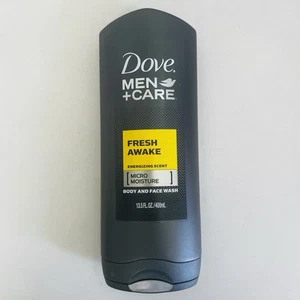 Dove
MEN
+CARE
FRESH
AWAKE
ENERGIZING SCENT
MICRO
MOISTURE
BODY AND FACE WASH
13.5 FL.OZ./400mL